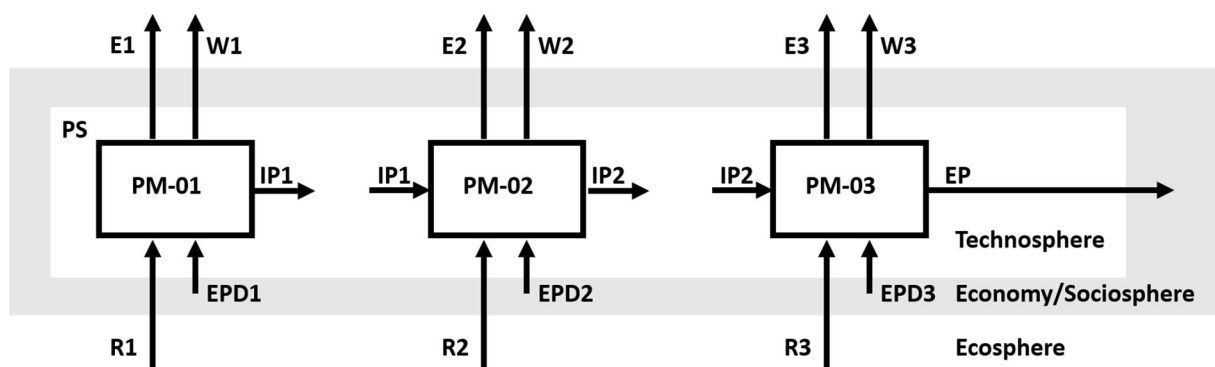 E1 W1 E2 W2 E3 W3
PS
PM-01 IP1 IP1 PM-02 IP2 IP2 PM-03 EP
Technosphere
EPD1 EPD2 EPD3 Economy/Sociosphere
R1 R2 R3 Ecosphere